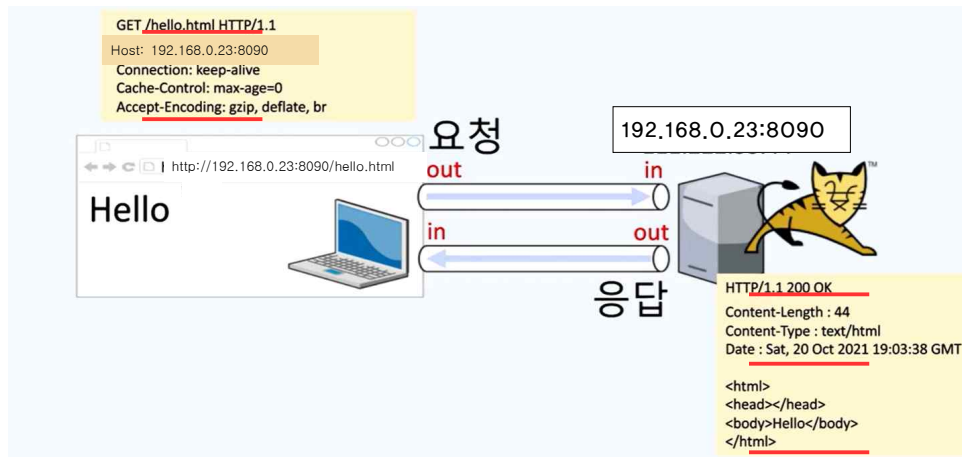 GET /hello.html HTTP/1.1
Host: 192.168.0.23:8090
Connection: keep-alive
Cache-Control: max-age=0
Accept-Encoding: gzip, deflate, br
요청
192.168.0.23:8090
http://192.168.0.23:8090/hello.html
out
in
TM
Hello
in
out
응답
HTTP/1.1 200 OK
Content-Length : 44
Content-Type : text/html
Date : Sat, 20 Oct 2021 19:03:38 GMT
<html>
<head></head>
<body>Hello</body>
</html>